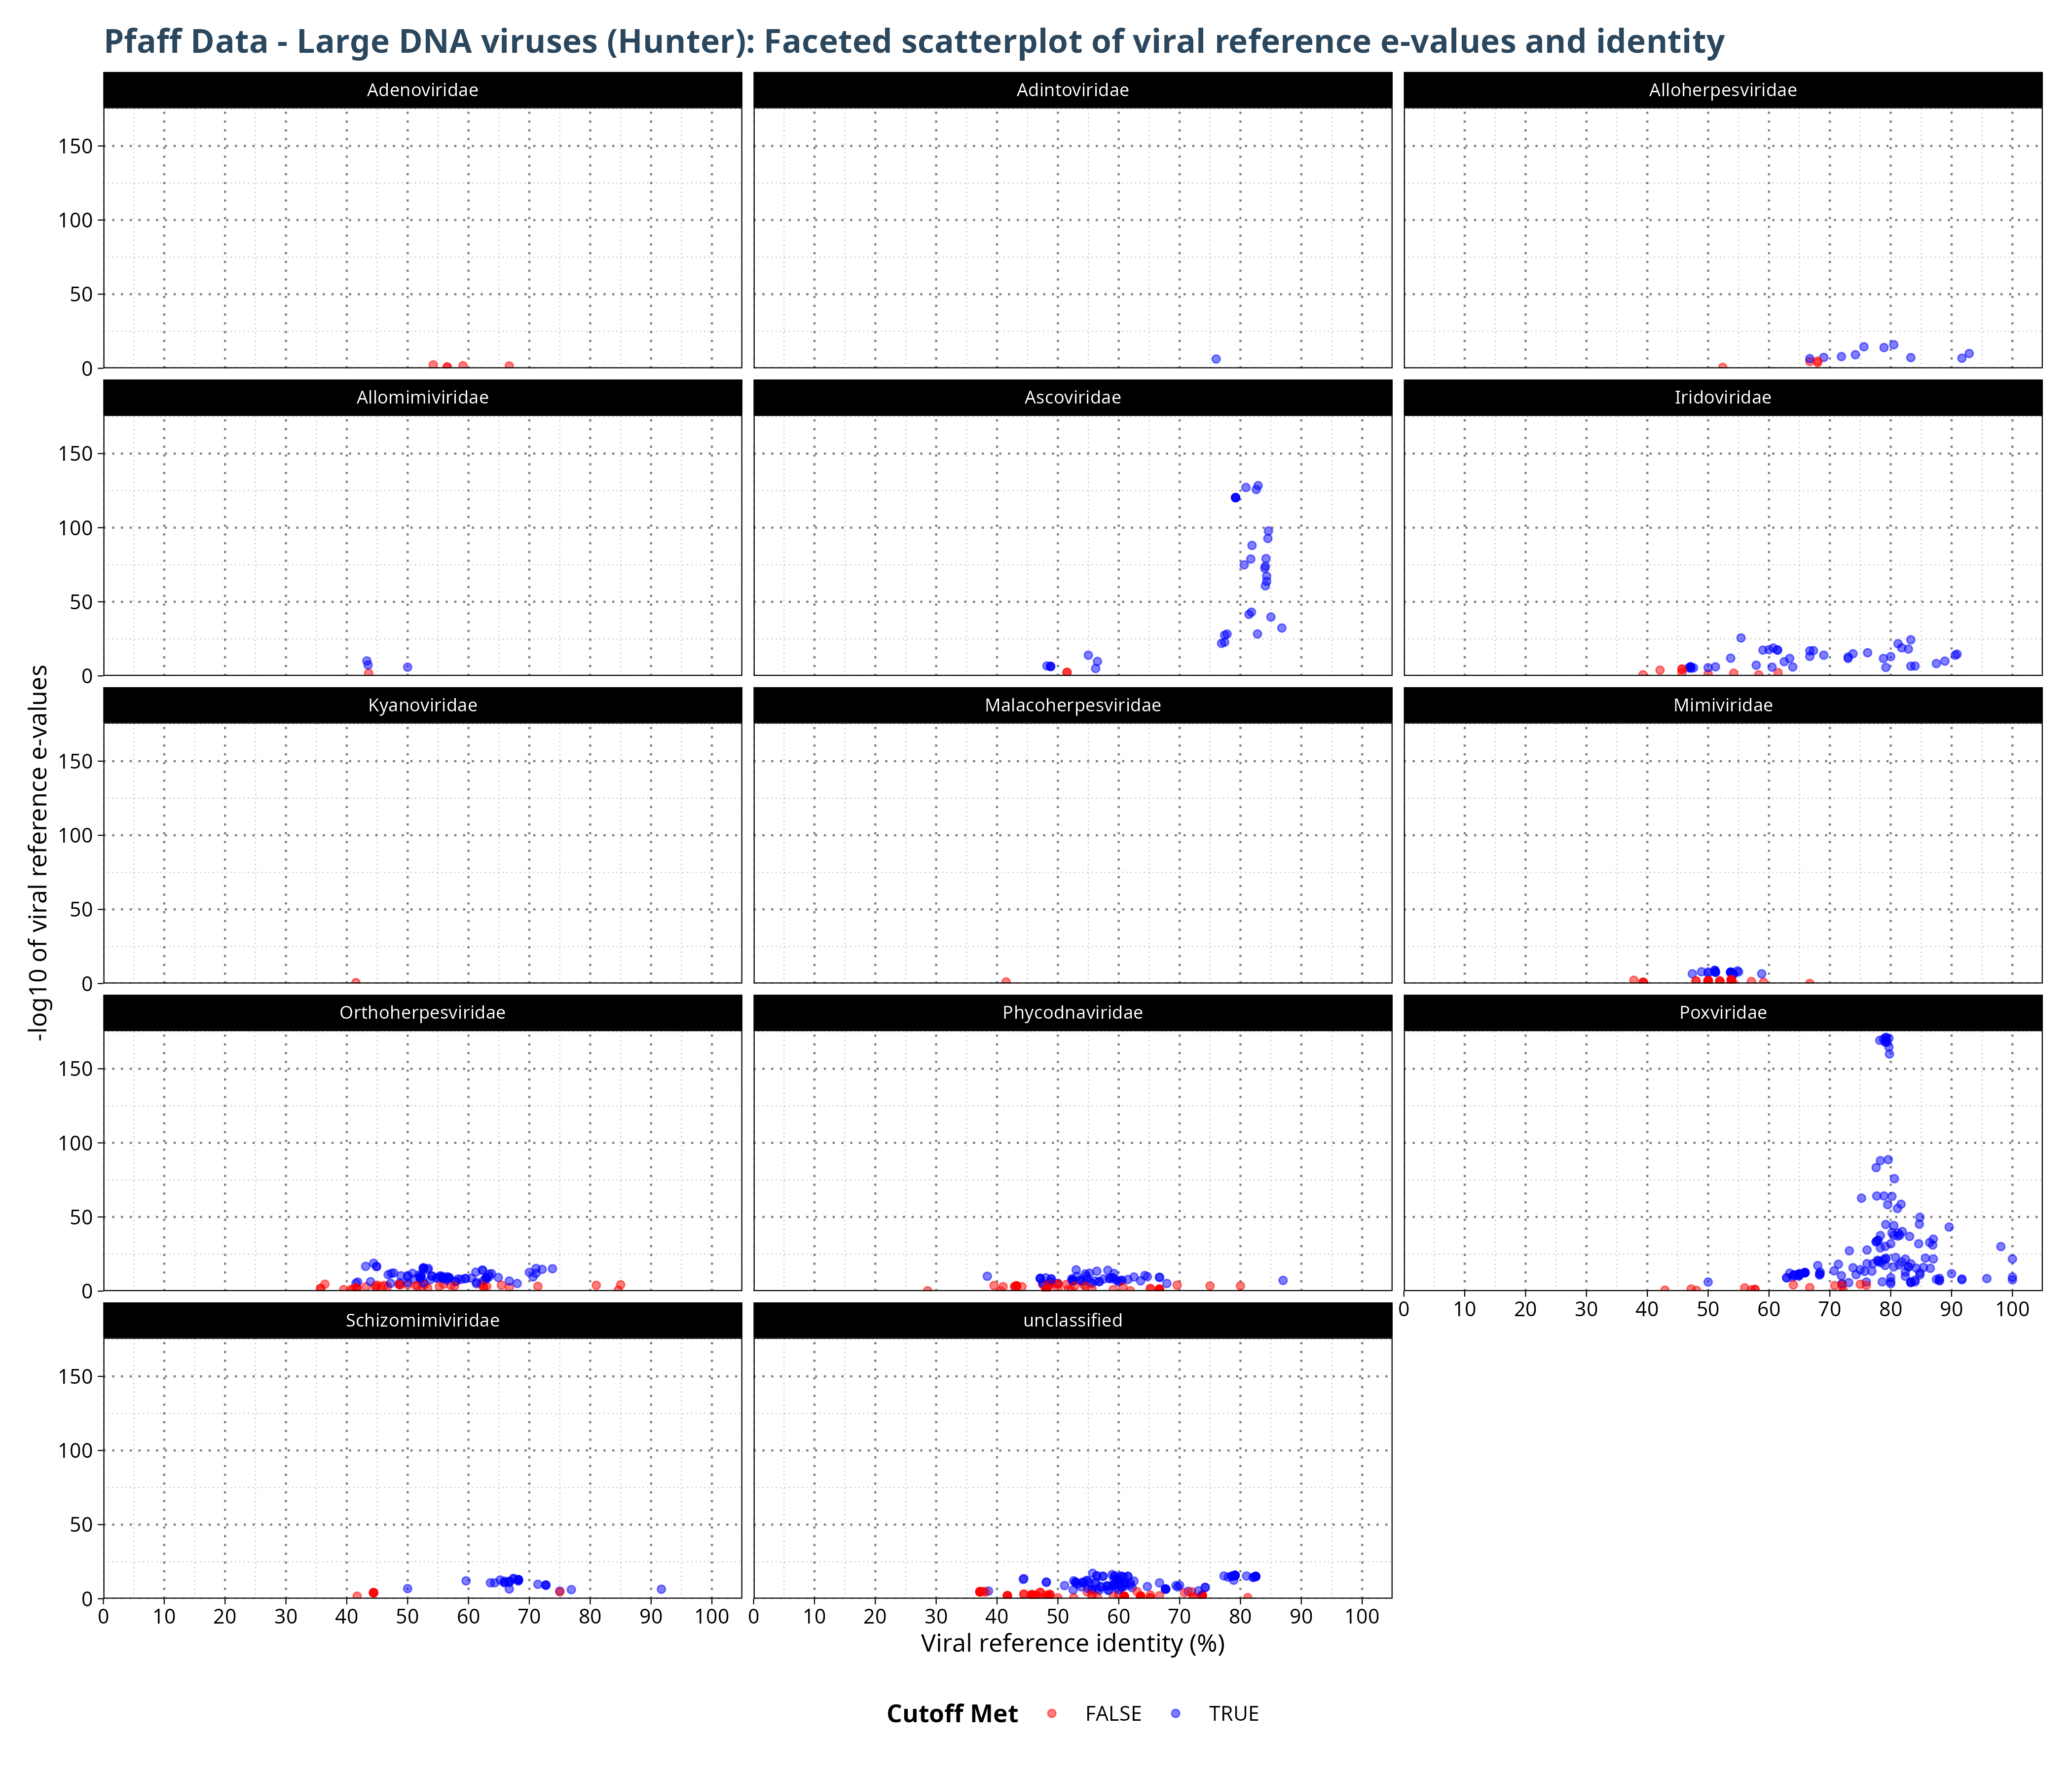 Pfaff Data - Large DNA viruses (Hunter): Faceted scatterplot of viral reference e-values and identity
Adenoviridae Adintoviridae Alloherpesviridae
150
100
50
0
Allomimiviridae Ascoviridae Iridoviridae
150
100
50
0
Kyanoviridae Malacoherpesviridae Mimiviridae
150
100
50
0
Orthoherpesviridae Phycodnaviridae Poxviridae
150
100
50
0
0 10 20 30 40 50 60 70 80 90 100
Schizomimiviridae unclassified
150
100
50
0
0 10 20 30 40 50 60 70 80 90 100 0 10 20 30 40 50 60 70 80 90 100
-log10 of viral reference e-values
Viral reference identity (%)
Cutoff Met FALSE TRUE